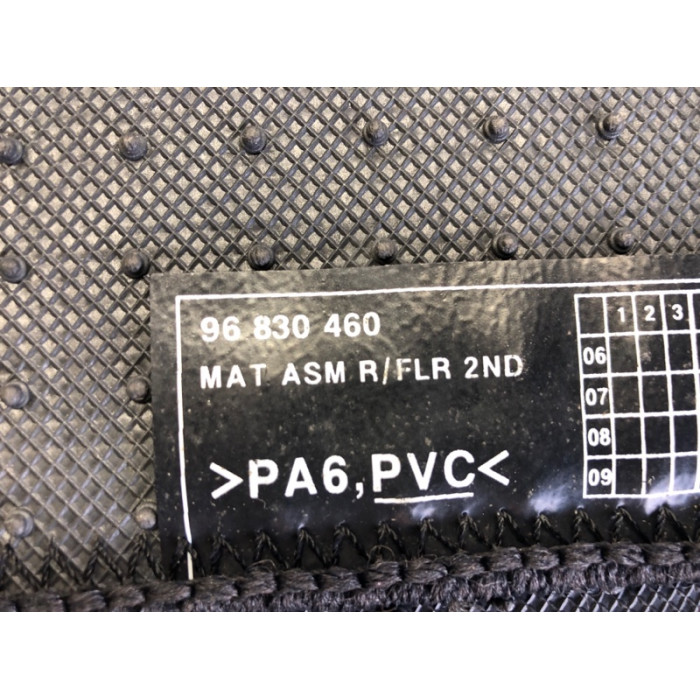 96 830 460
MAT ASM R/FLR 2ND
>PA6,PVC<
1 2 3
06
07
08
09